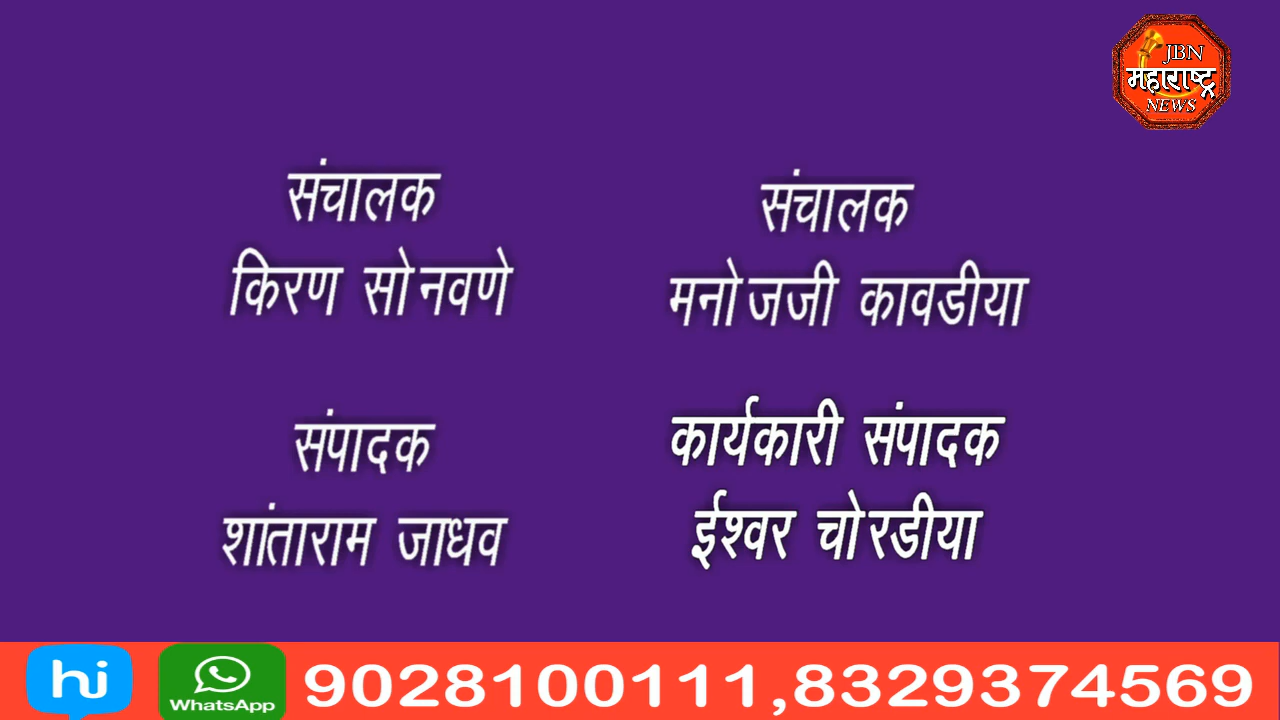 JBN
महाराष्ट्र
NEWS
संचालक
किरण सोनवणे
संचालक
मनोजजी कावडीया
संपादक
शांताराम जाधव
कार्यकारी संपादक
ईश्वर चोरडीया
hi
WhatsApp
9028100111,8329374569